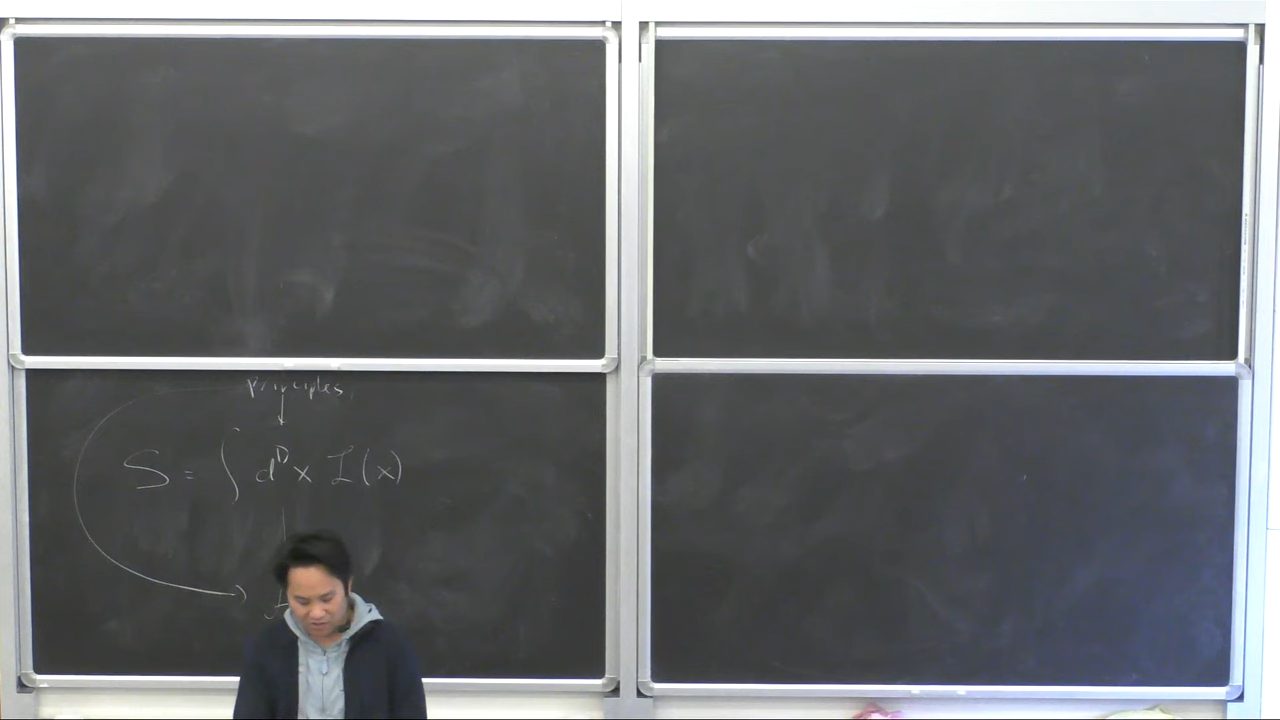 Principles
S = ∫ d^D x ℒ(x)